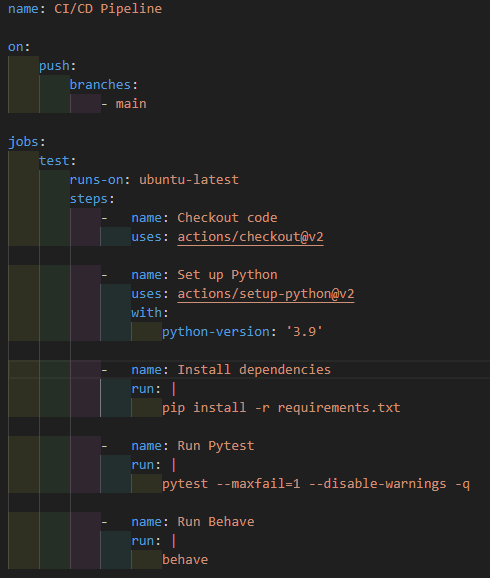 name: CI/CD Pipeline
on:
push:
branches:
- main
jobs:
test:
runs-on: ubuntu-latest
steps:
- name: Checkout code
uses: actions/checkout@v2
- name: Set up Python
uses: actions/setup-python@v2
with:
python-version: '3.9'
- name: Install dependencies
run: |
pip install -r requirements.txt
- name: Run Pytest
run: |
pytest --maxfail=1 --disable-warnings -q
- name: Run Behave
run: |
behave